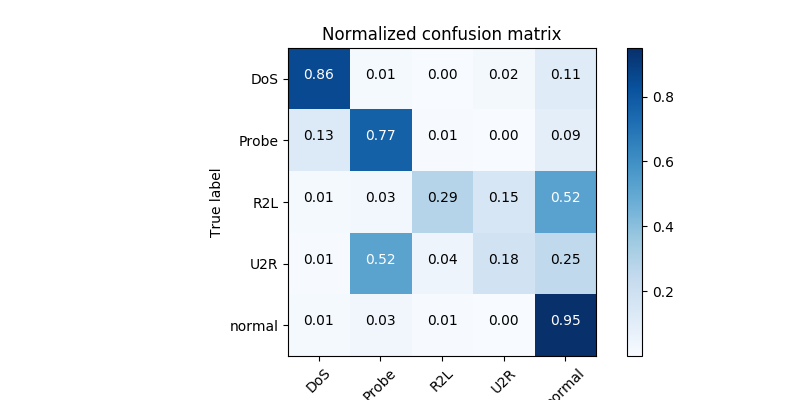 Normalized confusion matrix
DoS 0.86 0.01 0.00 0.02 0.11
Probe 0.13 0.77 0.01 0.00 0.09
R2L 0.01 0.03 0.29 0.15 0.52
U2R 0.01 0.52 0.04 0.18 0.25
normal 0.01 0.03 0.01 0.00 0.95
True label
DoS Probe R2L U2R
0.8
0.6
0.4
0.2